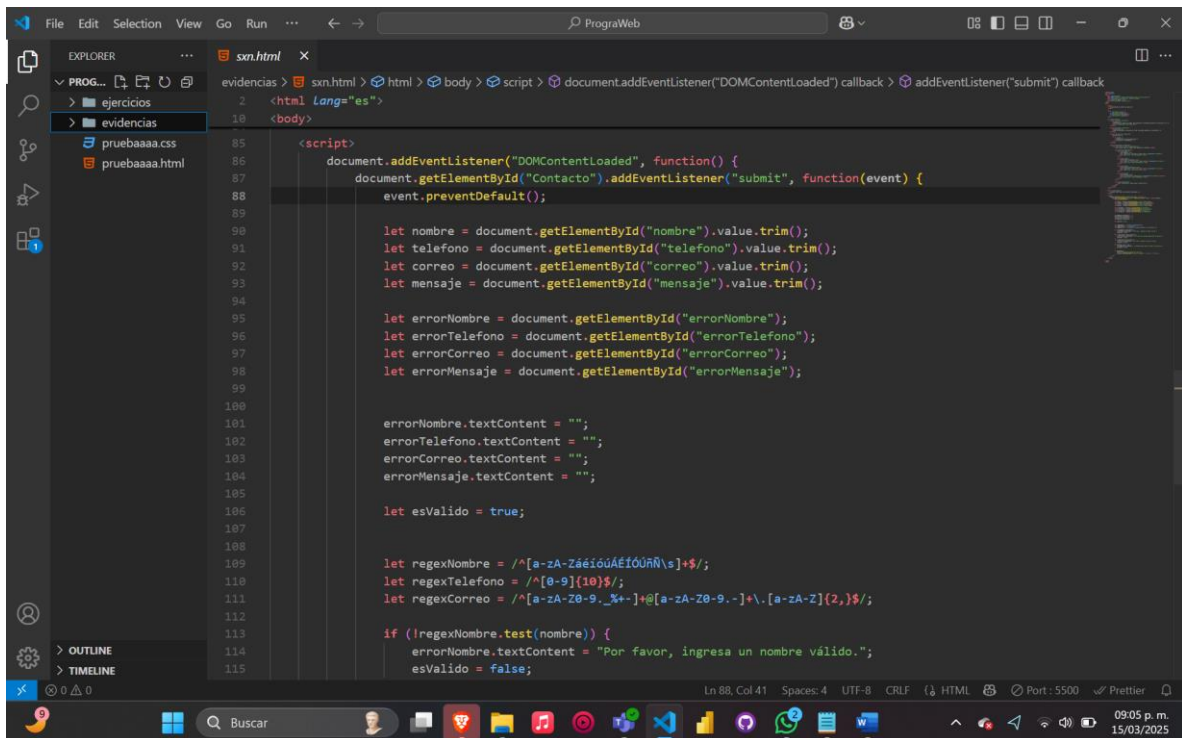 File Edit Selection View Go Run ··· PrograWeb
EXPLORER ··· sxn.html
PROG... evidencias > sxn.html > html > body > script > document.addEventListener("DOMContentLoaded") callback > addEventListener("submit") callback
ejercicios
evidencias
pruebaaaa.css
pruebaaaa.html
2 <html lang="es">
10 <body>
85 <script>
86 document.addEventListener("DOMContentLoaded", function() {
87 document.getElementById("Contacto").addEventListener("submit", function(event) {
88 event.preventDefault();
89
90 let nombre = document.getElementById("nombre").value.trim();
91 let telefono = document.getElementById("telefono").value.trim();
92 let correo = document.getElementById("correo").value.trim();
93 let mensaje = document.getElementById("mensaje").value.trim();
94
95 let errorNombre = document.getElementById("errorNombre");
96 let errorTelefono = document.getElementById("errorTelefono");
97 let errorCorreo = document.getElementById("errorCorreo");
98 let errorMensaje = document.getElementById("errorMensaje");
99
100
101 errorNombre.textContent = "";
102 errorTelefono.textContent = "";
103 errorCorreo.textContent = "";
104 errorMensaje.textContent = "";
105
106 let esValido = true;
107
108
109 let regexNombre = /^[a-zA-ZáéíóúÁÉÍÓÚñÑ\s]+$/;
110 let regexTelefono = /^[0-9]{10}$/;
111 let regexCorreo = /^[a-zA-Z0-9._%+-]+@[a-zA-Z0-9.-]+\.[a-zA-Z]{2,}$/;
112
113 if (!regexNombre.test(nombre)) {
114 errorNombre.textContent = "Por favor, ingresa un nombre válido.";
115 esValido = false;
OUTLINE
TIMELINE
0 0 Ln 88, Col 41 Spaces: 4 UTF-8 CRLF HTML Port : 5500 Prettier
Buscar
09:05 p. m.
15/03/2025